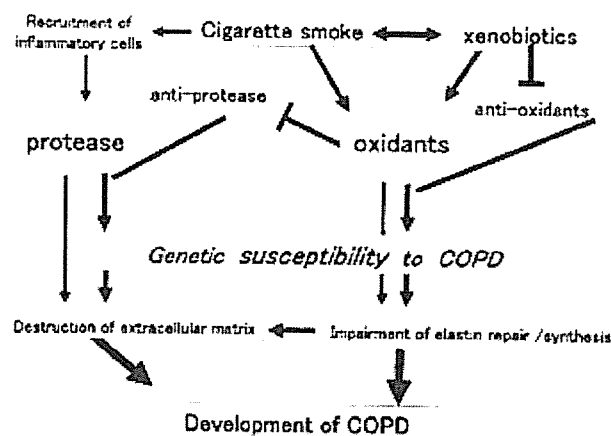 Recruitment of
inflammatory cells
Cigarette smoke
xenobiotics
anti-protease
anti-oxidants
protease
oxidants
Genetic susceptibility to COPD
Destruction of extracellular matrix
Impairment of elastin repair /synthesis
Development of COPD